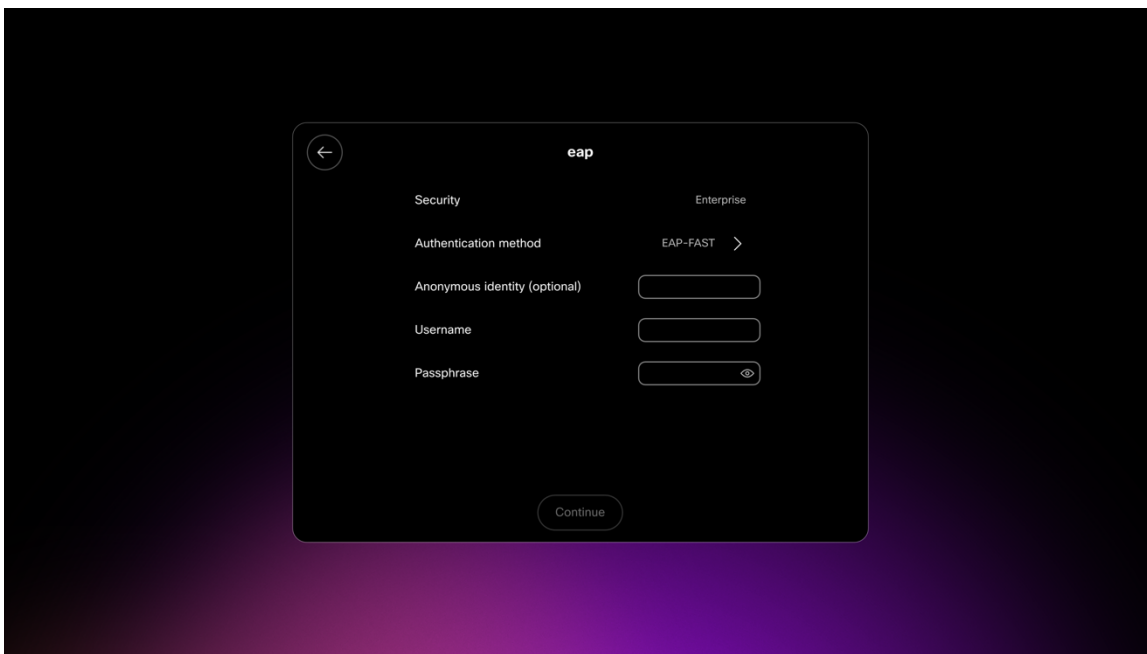 eap
Security Enterprise
Authentication method EAP-FAST
Anonymous identity (optional)
Username
Passphrase
Continue